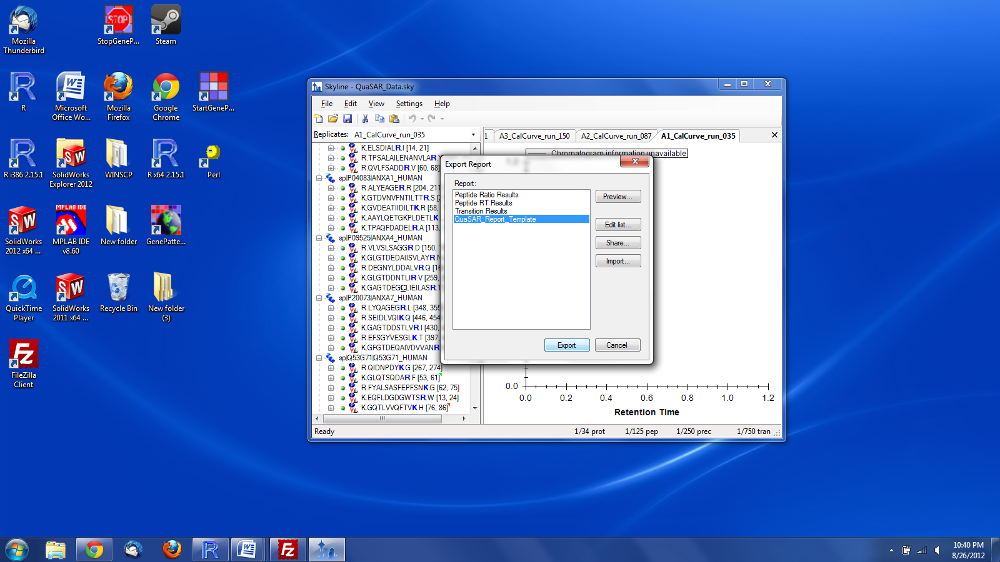 Mozilla
Thunderbird
StopGeneP...
Steam
R
Microsoft
Office Wo...
Mozilla
Firefox
Google
Chrome
StartGeneP...
R i386 2.15.1
SolidWorks
Explorer 2012
WINSCP
R x64 2.15.1
Perl
SolidWorks
2012 x64 ...
MPLAB IDE
MPLAB IDE
v8.60
New folder
GenePatte...
QuickTime
Player
SolidWorks
2011 x64 ...
Recycle Bin
New folder
(3)
FileZilla
Client
Skyline - QuaSAR_Data.sky
File Edit View Settings Help
Replicates: A1_CalCurve_run_035
1 A3_CalCurve_run_150 A2_CalCurve_run_087 A1_CalCurve_run_035
K.ELSDIALR.I [14, 21]
R.TPSALAILENANVLAR.
R.QVLFSADDR.V [60, 68]
sp|P04083|ANXA1_HUMAN
R.ALYEAGER.R [204, 211
K.GTDVNVFNTILTTR.S [
K.GVDEATIIDILTK.R [58,
K.AAYLQETGKPLDETLK.
K.TPAQFDADELR.A [113,
sp|P09525|ANXA4_HUMAN
R.VLVSLSAGGR.D [150,
K.GLGTDEDAIISVLAYR.N
R.DEGNYLDDALVR.Q [16
K.GLGTDDNTLIR.V [259,
K.GAGTDEGCLIEILASR.T
sp|P20073|ANXA7_HUMAN
R.LYQAGEGR.L [348, 355
R.SEIDLVQIK.Q [446, 454
K.GAGTDDSTLVR.I [430,
R.EFSGYVESGLK.T [397,
K.GFGTDEQAIVDVVANR
sp|Q53G71|Q53G71_HUMAN
R.QIDNPDYK.G [267, 274]
K.GLQTSQDAR.F [53, 61]
R.FYALSASFEPFSNK.G [62, 75]
K.EQFLDGDGWTSR.W [13, 24]
K.GQTLVVQFTVK.H [76, 86]
Chromatogram information unavailable
Export Report
Report:
Peptide Ratio Results
Peptide RT Results
Transition Results
QuaSAR_Report_Template
Preview...
Edit list...
Share...
Import...
Export Cancel
0.0
0.0 0.2 0.4 0.6 0.8 1.0 1.2
Retention Time
Ready 1/34 prot 1/125 pep 1/250 prec 1/750 tran
10:40 PM
8/26/2012